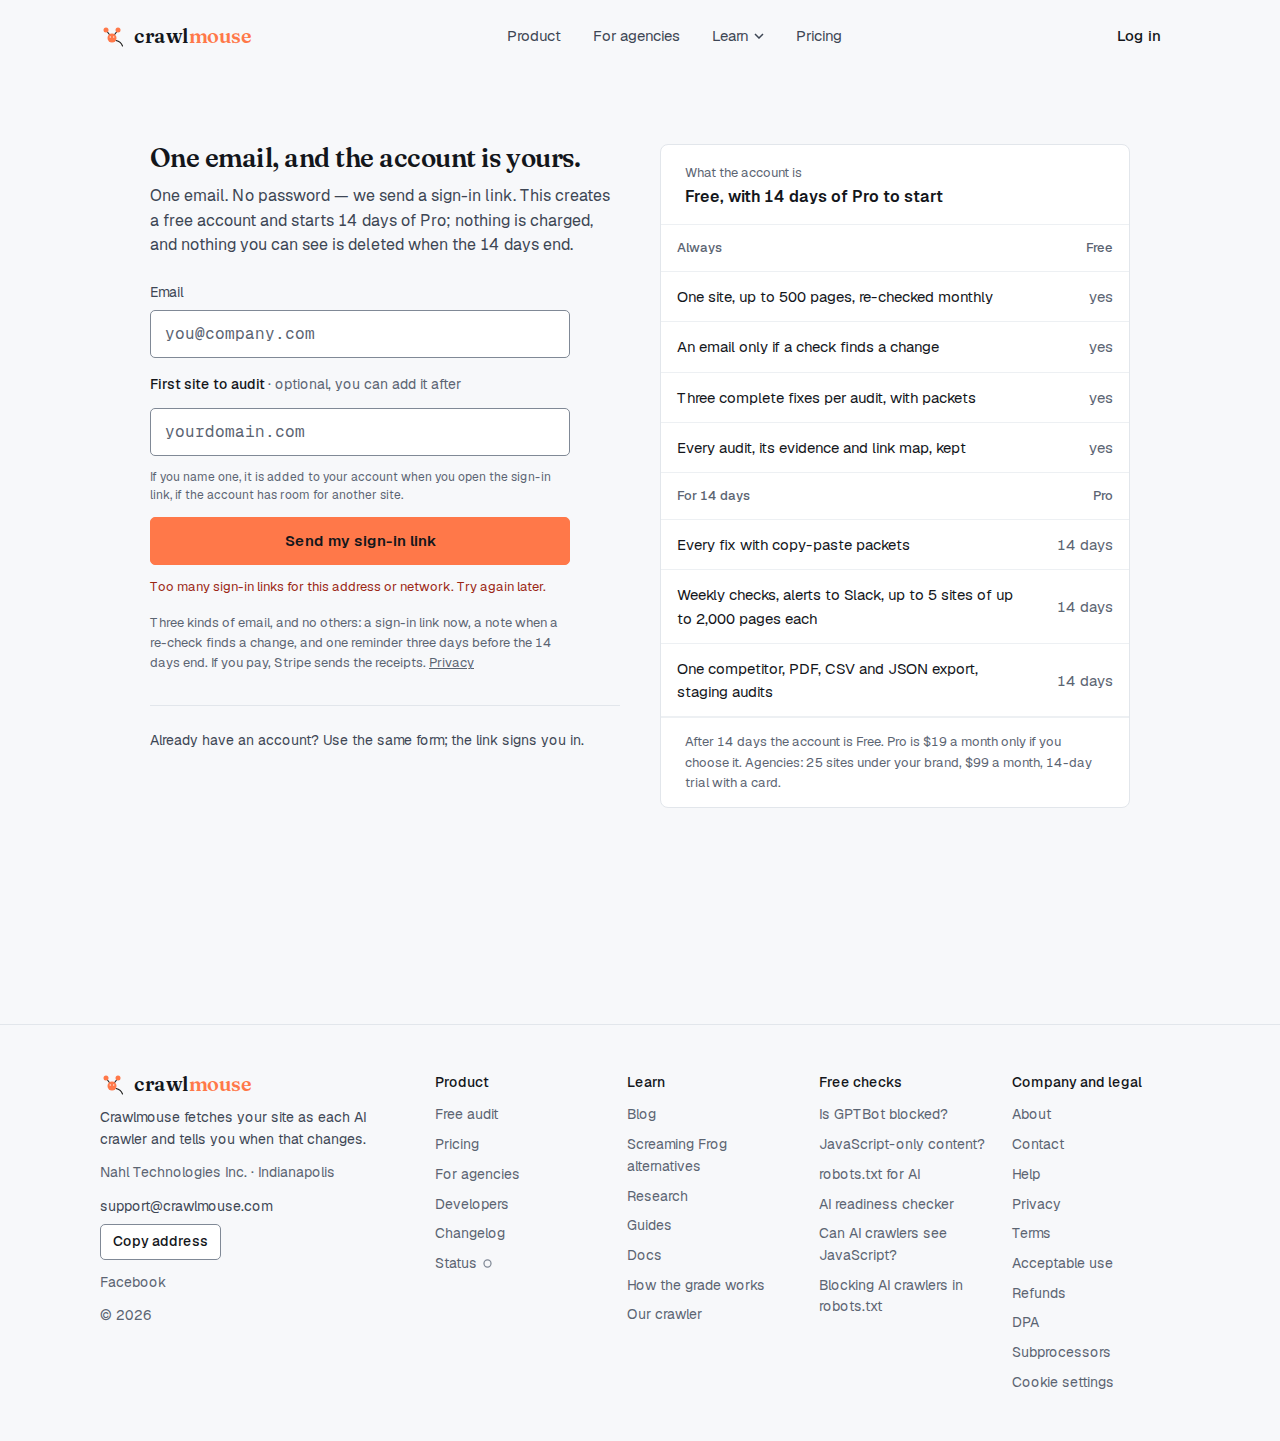 crawlmouse
Product
For agencies
Learn
Pricing
Log in
One email, and the account is yours.
One email. No password — we send a sign-in link. This creates
a free account and starts 14 days of Pro; nothing is charged,
and nothing you can see is deleted when the 14 days end.
Email
you@company.com
First site to audit · optional, you can add it after
yourdomain.com
If you name one, it is added to your account when you open the sign-in
link, if the account has room for another site.
Send my sign-in link
Too many sign-in links for this address or network. Try again later.
Three kinds of email, and no others: a sign-in link now, a note when a
re-check finds a change, and one reminder three days before the 14
days end. If you pay, Stripe sends the receipts. Privacy
Already have an account? Use the same form; the link signs you in.
What the account is
Free, with 14 days of Pro to start
Always Free
One site, up to 500 pages, re-checked monthly yes
An email only if a check finds a change yes
Three complete fixes per audit, with packets yes
Every audit, its evidence and link map, kept yes
For 14 days Pro
Every fix with copy-paste packets 14 days
Weekly checks, alerts to Slack, up to 5 sites of up
to 2,000 pages each 14 days
One competitor, PDF, CSV and JSON export,
staging audits 14 days
After 14 days the account is Free. Pro is $19 a month only if you
choose it. Agencies: 25 sites under your brand, $99 a month, 14-day
trial with a card.
crawlmouse
Crawlmouse fetches your site as each AI
crawler and tells you when that changes.
Nahl Technologies Inc. · Indianapolis
support@crawlmouse.com
Copy address
Facebook
© 2026
Product
Free audit
Pricing
For agencies
Developers
Changelog
Status
Learn
Blog
Screaming Frog
alternatives
Research
Guides
Docs
How the grade works
Our crawler
Free checks
Is GPTBot blocked?
JavaScript-only content?
robots.txt for AI
AI readiness checker
Can AI crawlers see
JavaScript?
Blocking AI crawlers in
robots.txt
Company and legal
About
Contact
Help
Privacy
Terms
Acceptable use
Refunds
DPA
Subprocessors
Cookie settings